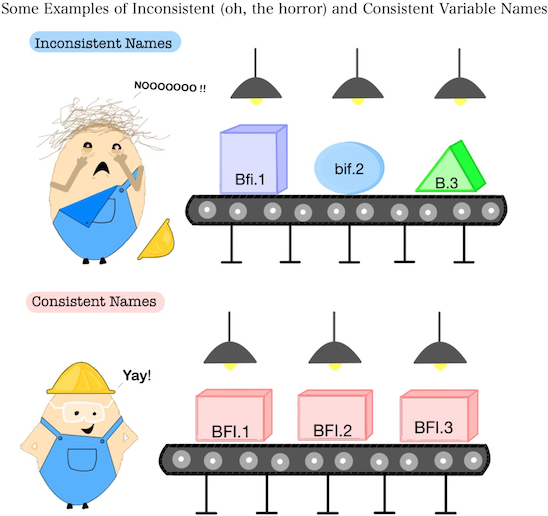 Some Examples of Inconsistent (oh, the horror) and Consistent Variable Names
Inconsistent Names
NOOOOOOO !!
Bfi.1
bif.2
B.3
Consistent Names
Yay!
BFI.1
BFI.2
BFI.3